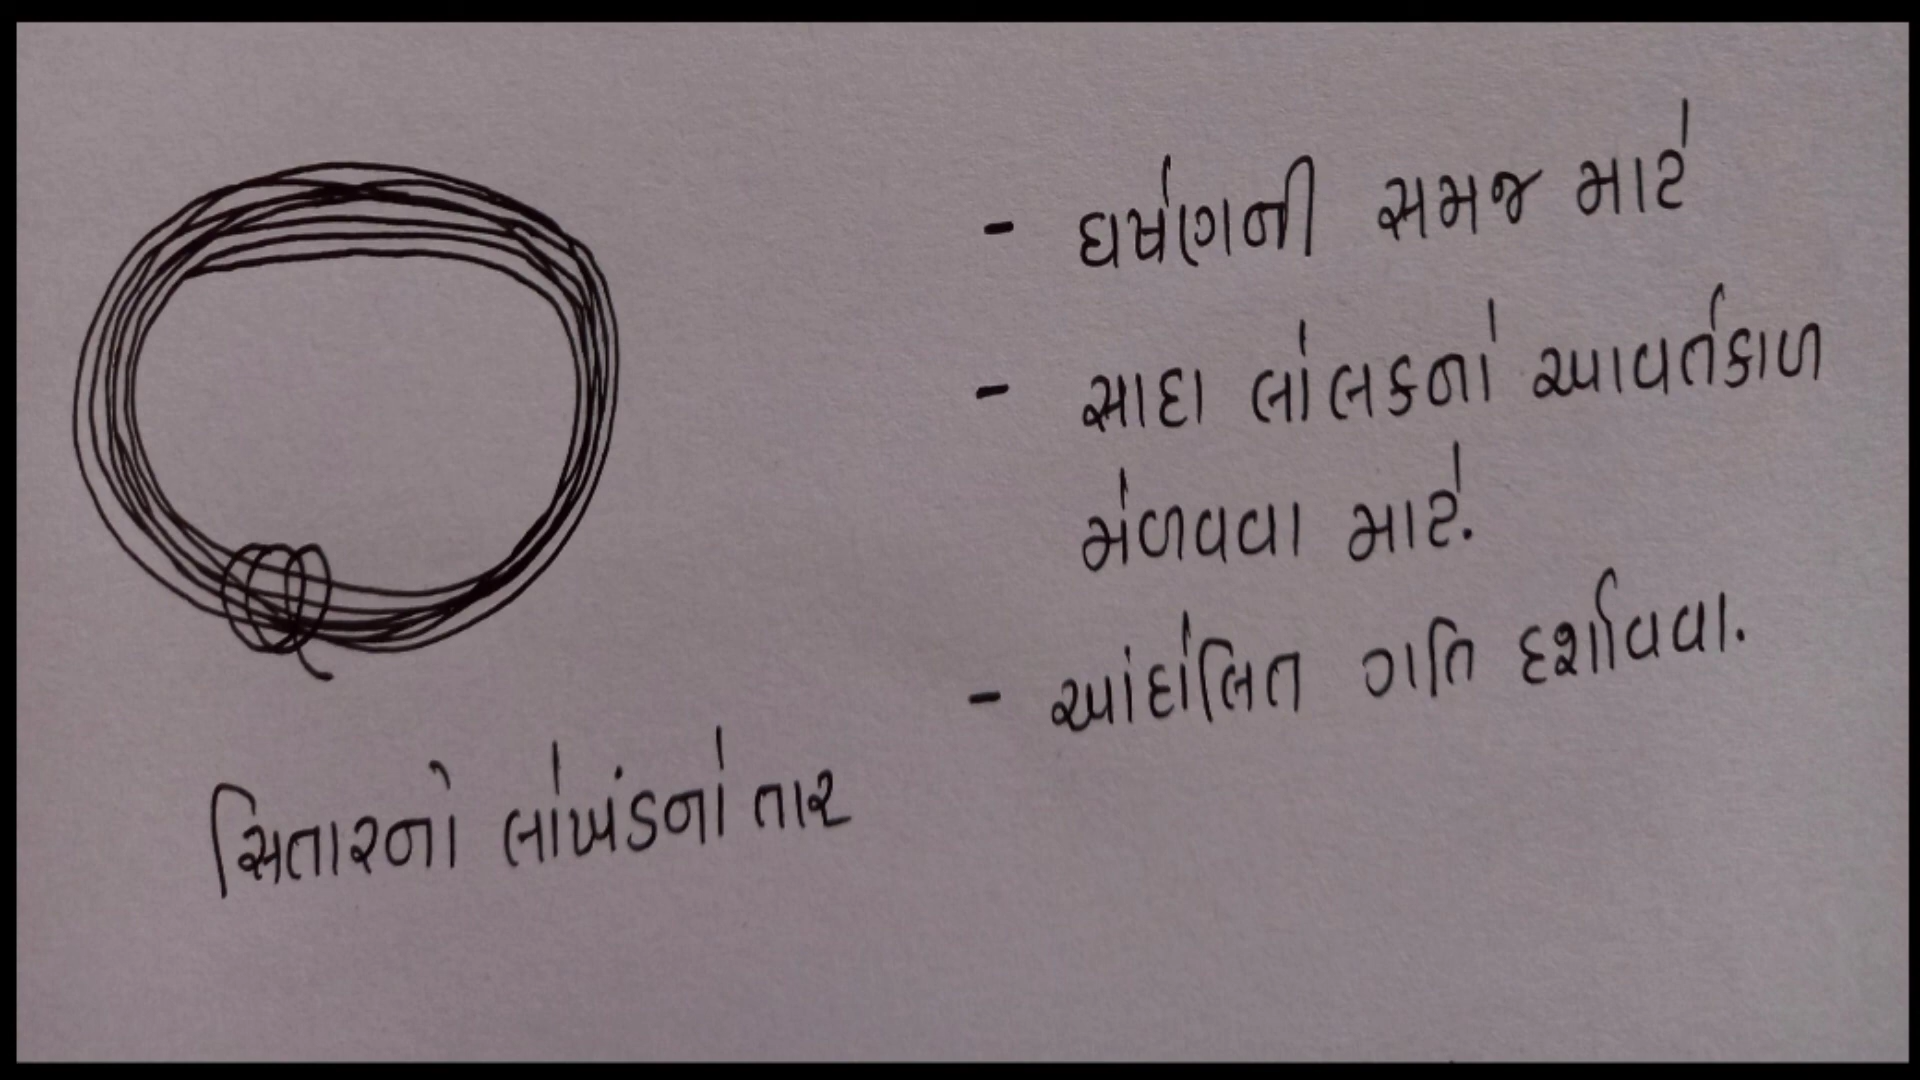 - ઘર્ષણની સમજ માટે
- સાદા લોલકનો આવર્તકાળ
મેળવવા માટે.
- આંદોલિત ગતિ દર્શાવવા.
સિતારનો લોખંડનો તાર